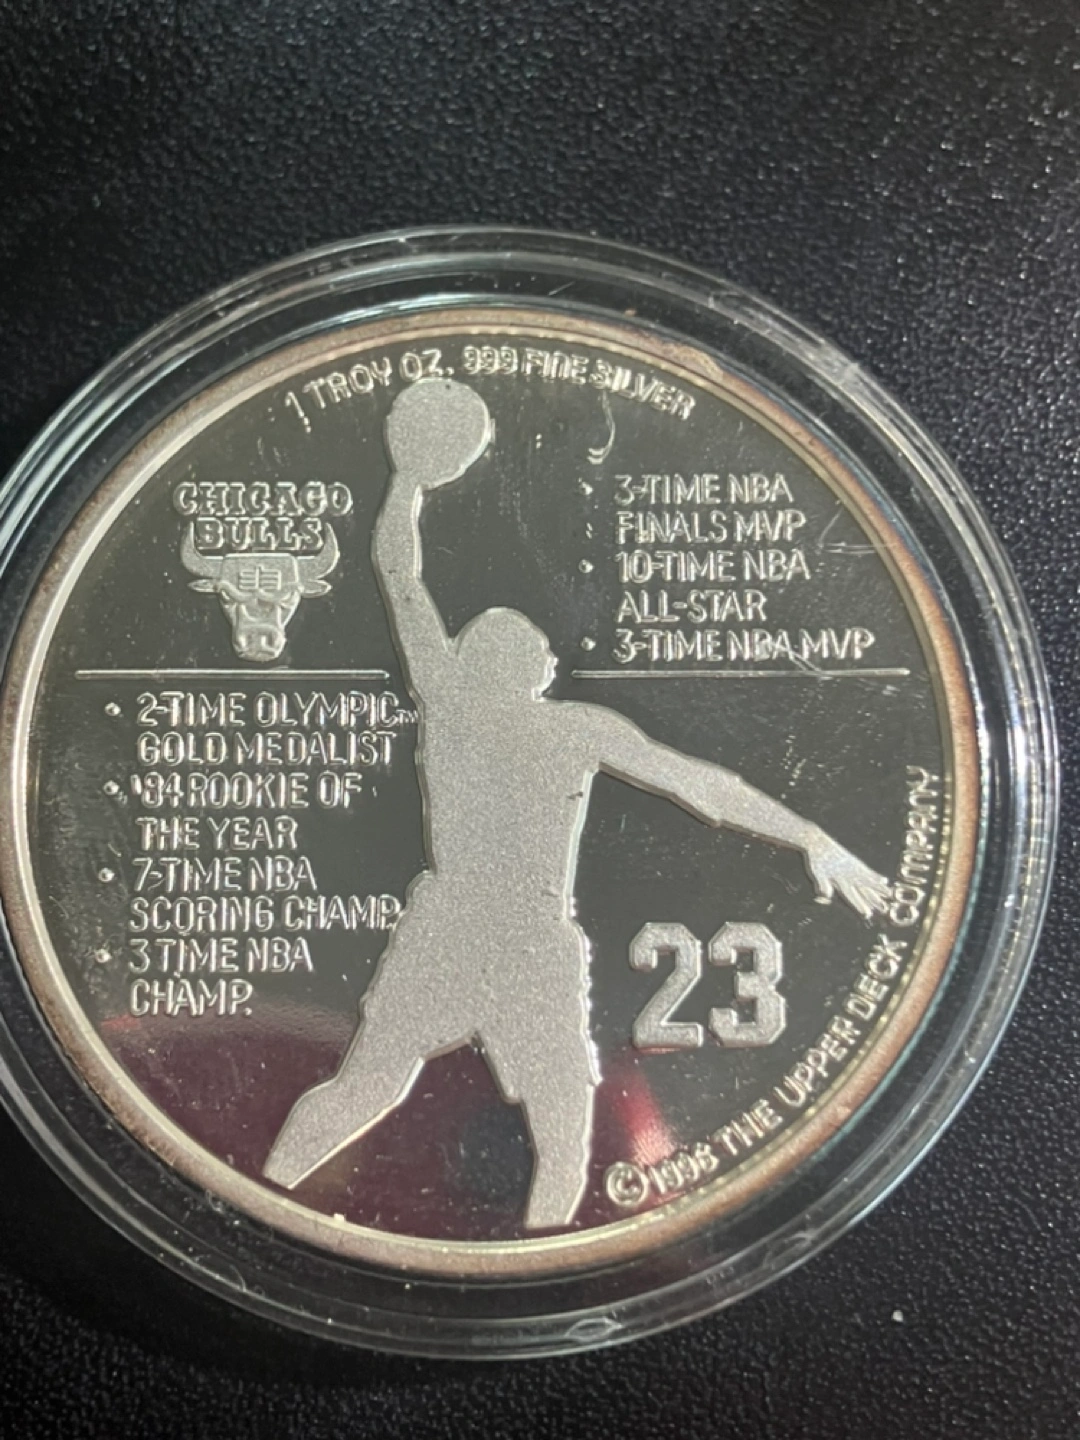 1 TROY OZ. 999 FINE SILVER
CHICAGO
BULLS
3-TIME NBA
FINALS MVP
10-TIME NBA
ALL-STAR
3-TIME NBA MVP
2-TIME OLYMPIC™
GOLD MEDALIST
'84 ROOKIE OF
THE YEAR
7-TIME NBA
SCORING CHAMP.
3 TIME NBA
CHAMP.
23
© 1996 THE UPPER DECK COMPANY